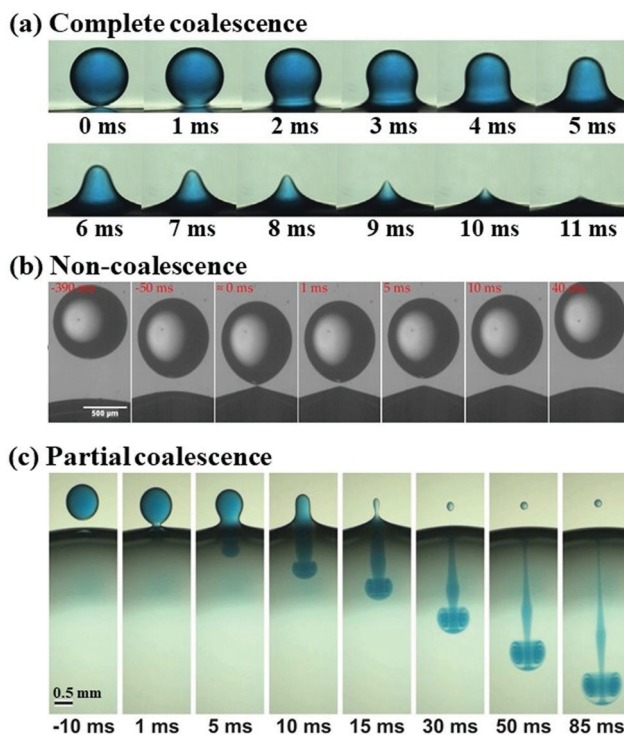 (a) Complete coalescence
0 ms 1 ms 2 ms 3 ms 4 ms 5 ms
6 ms 7 ms 8 ms 9 ms 10 ms 11 ms
(b) Non-coalescence
-390 ms -50 ms ≈ 0 ms 1 ms 5 ms 10 ms 40 ms
500 µm
(c) Partial coalescence
0.5 mm
-10 ms 1 ms 5 ms 10 ms 15 ms 30 ms 50 ms 85 ms